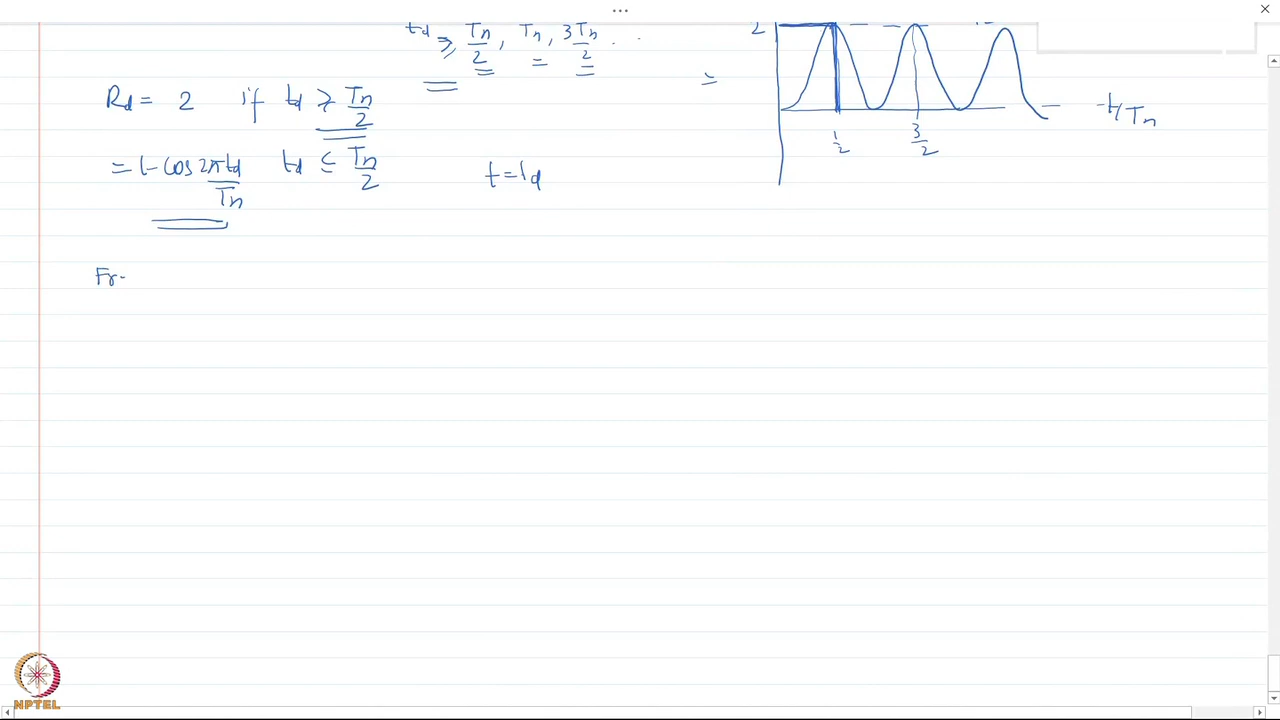 td ≥ Tn/2, Tn, 3Tn/2 . .
Rd = 2 if td ≥ Tn/2
= 1- cos 2πtd/Tn td ≤ Tn/2
t=td
2
1/2 3/2
t/Tn
Fr
NPTEL